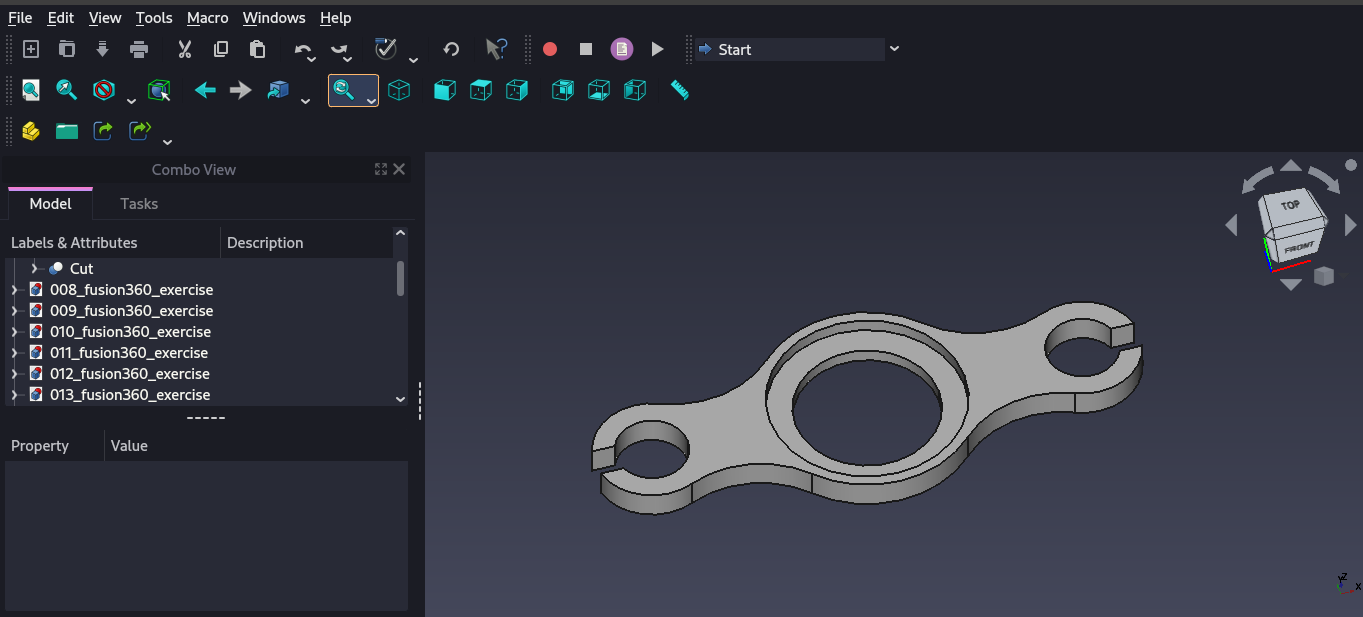 File Edit View Tools Macro Windows Help
Start
Combo View
Model Tasks
Labels & Attributes Description
Cut
008_fusion360_exercise
009_fusion360_exercise
010_fusion360_exercise
011_fusion360_exercise
012_fusion360_exercise
013_fusion360_exercise
Property Value
TOP
FRONT
Z
Y
X